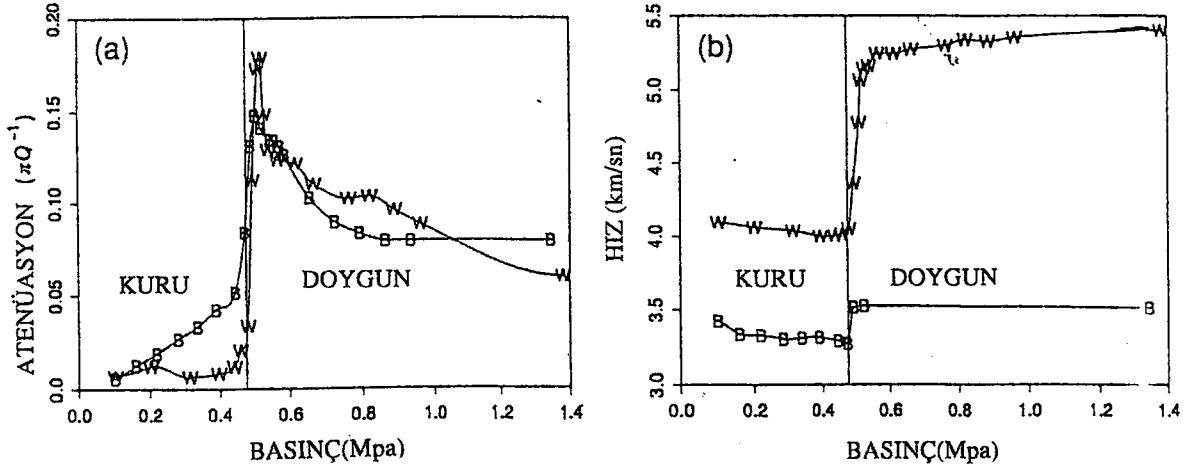 (a)
ATENÜASYON (πQ⁻¹)
0.20
0.15
0.10
0.05
0.0
KURU
DOYGUN
0.0 0.2 0.4 0.6 0.8 1.0 1.2 1.4
BASINÇ(Mpa)
(b)
HIZ (km/sn)
5.5
5.0
4.5
4.0
3.5
3.0
KURU
DOYGUN
0.0 0.2 0.4 0.6 0.8 1.0 1.2 1.4
BASINÇ(Mpa)